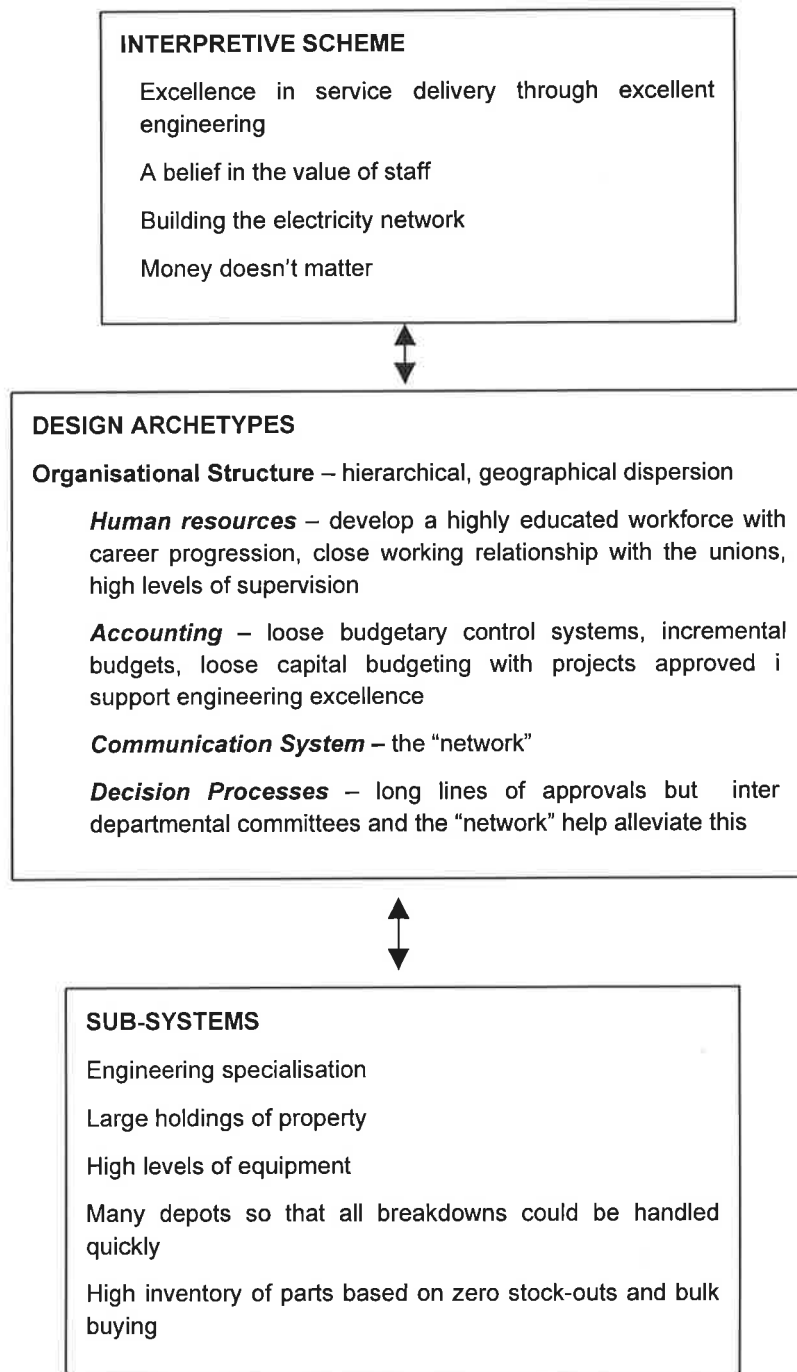 INTERPRETIVE SCHEME
Excellence in service delivery through excellent
engineering
A belief in the value of staff
Building the electricity network
Money doesn't matter
DESIGN ARCHETYPES
Organisational Structure – hierarchical, geographical dispersion
Human resources – develop a highly educated workforce with
career progression, close working relationship with the unions,
high levels of supervision
Accounting – loose budgetary control systems, incremental
budgets, loose capital budgeting with projects approved i
support engineering excellence
Communication System – the “network”
Decision Processes – long lines of approvals but inter
departmental committees and the “network” help alleviate this
SUB-SYSTEMS
Engineering specialisation
Large holdings of property
High levels of equipment
Many depots so that all breakdowns could be handled
quickly
High inventory of parts based on zero stock-outs and bulk
buying